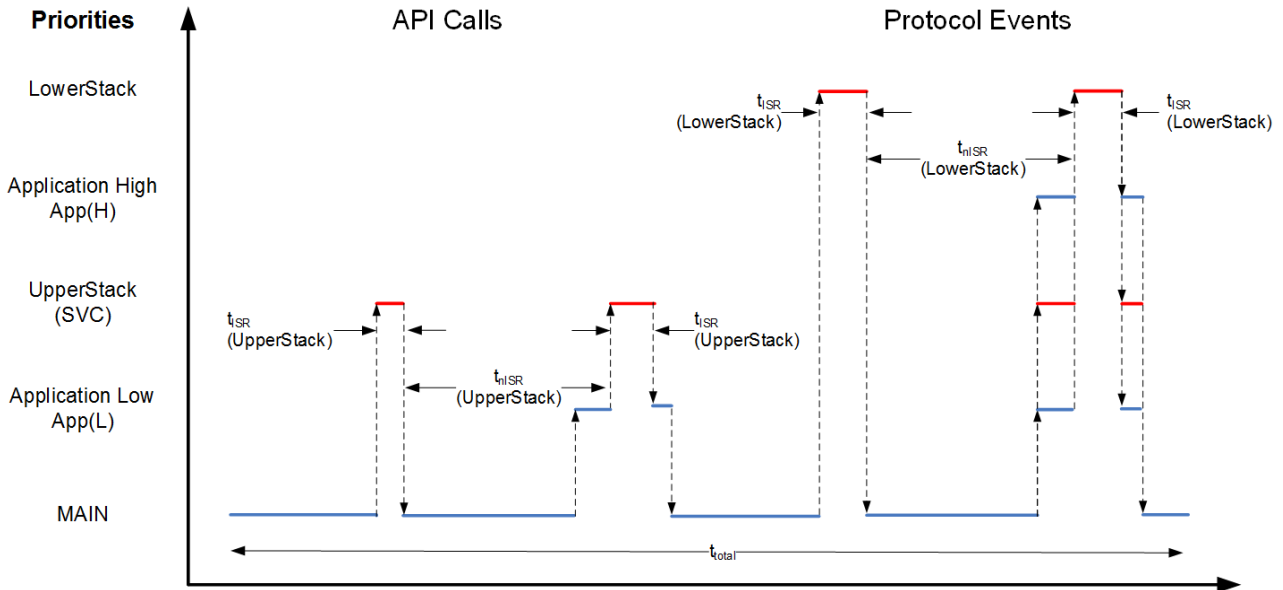 Priorities
API Calls
Protocol Events
LowerStack
tISR
(LowerStack)
tISR
(LowerStack)
tnISR
(LowerStack)
Application High
App(H)
UpperStack
(SVC)
tISR
(UpperStack)
tISR
(UpperStack)
tnISR
(UpperStack)
Application Low
App(L)
MAIN
ttotal